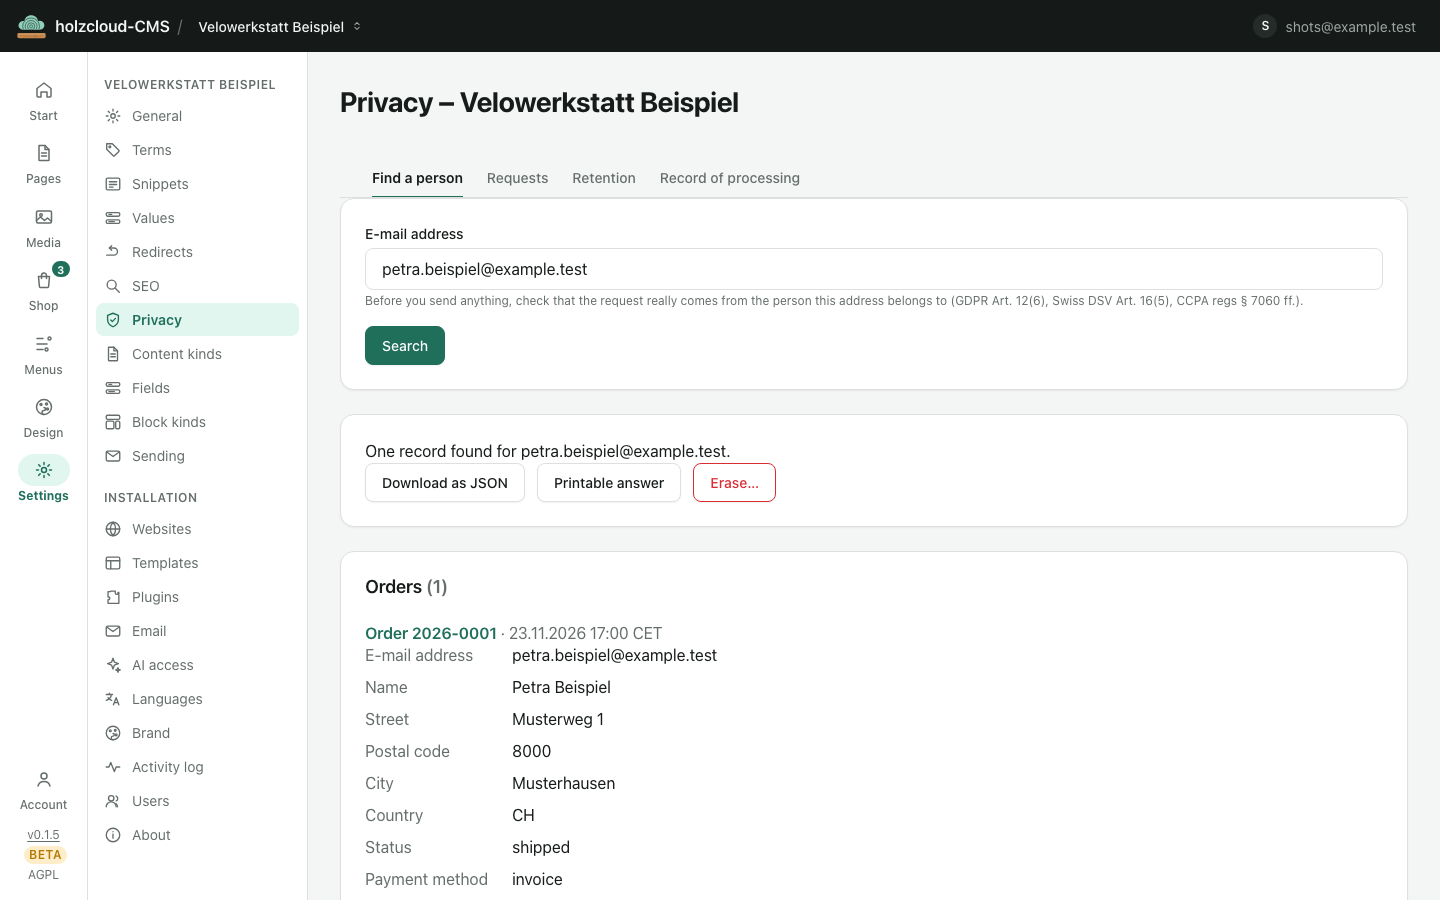 holzcloud-CMS / Velowerkstatt Beispiel
S shots@example.test
Start
Pages
Media
3
Shop
Menus
Design
Settings
Account
v0.1.5
BETA
AGPL
VELOWERKSTATT BEISPIEL
General
Terms
Snippets
Values
Redirects
SEO
Privacy
Content kinds
Fields
Block kinds
Sending
INSTALLATION
Websites
Templates
Plugins
Email
AI access
Languages
Brand
Activity log
Users
About
Privacy – Velowerkstatt Beispiel
Find a person Requests Retention Record of processing
E-mail address
petra.beispiel@example.test
Before you send anything, check that the request really comes from the person this address belongs to (GDPR Art. 12(6), Swiss DSV Art. 16(5), CCPA regs § 7060 ff.).
Search
One record found for petra.beispiel@example.test.
Download as JSON Printable answer Erase...
Orders (1)
Order 2026-0001 · 23.11.2026 17:00 CET
E-mail address petra.beispiel@example.test
Name Petra Beispiel
Street Musterweg 1
Postal code 8000
City Musterhausen
Country CH
Status shipped
Payment method invoice